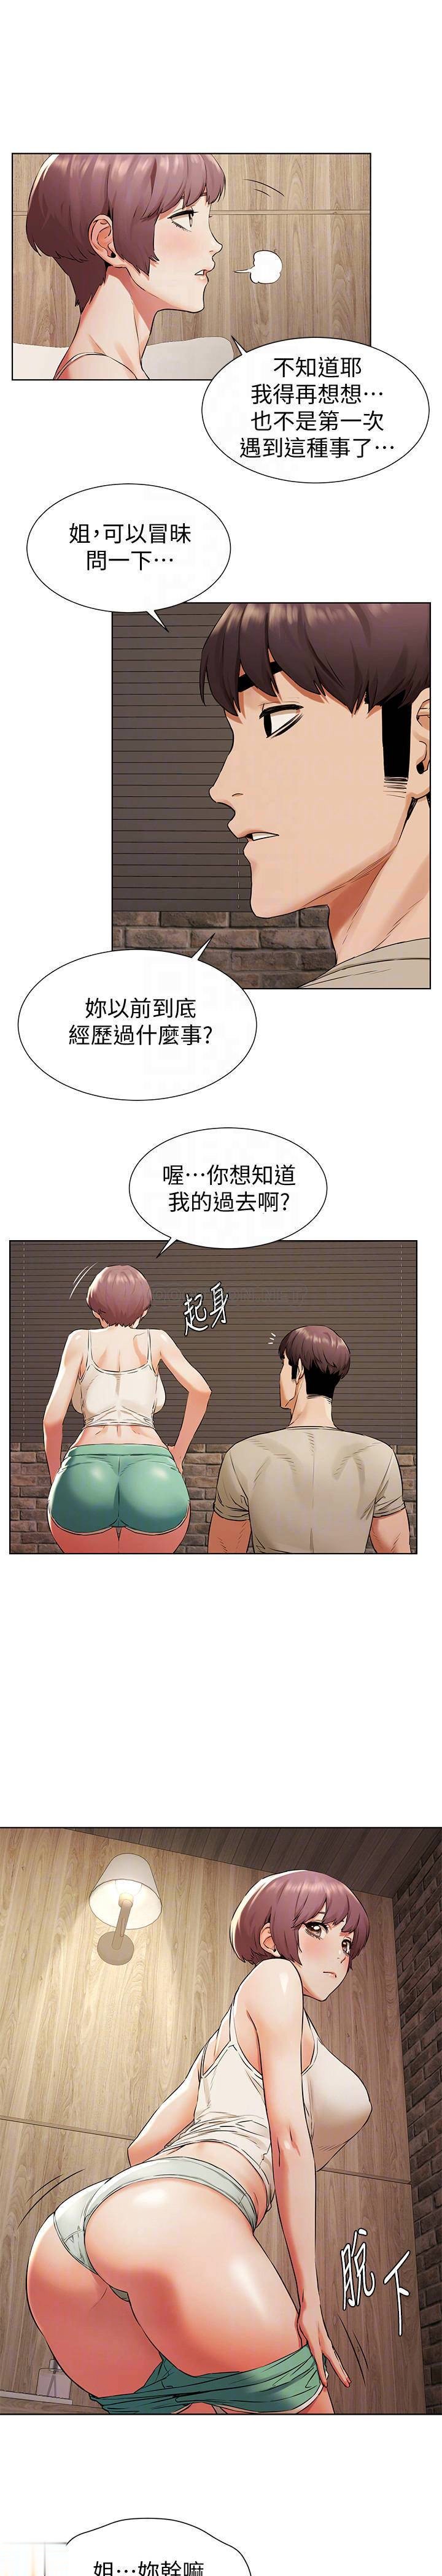 不知道耶
我得再想想⋯
也不是第一次
遇到這種事了⋯
姐,可以冒昧
問一下⋯
妳以前到底
經歷過什麼事?
喔⋯你想知道
我的過去啊?
起身
脫下
姐⋯妳幹嘛